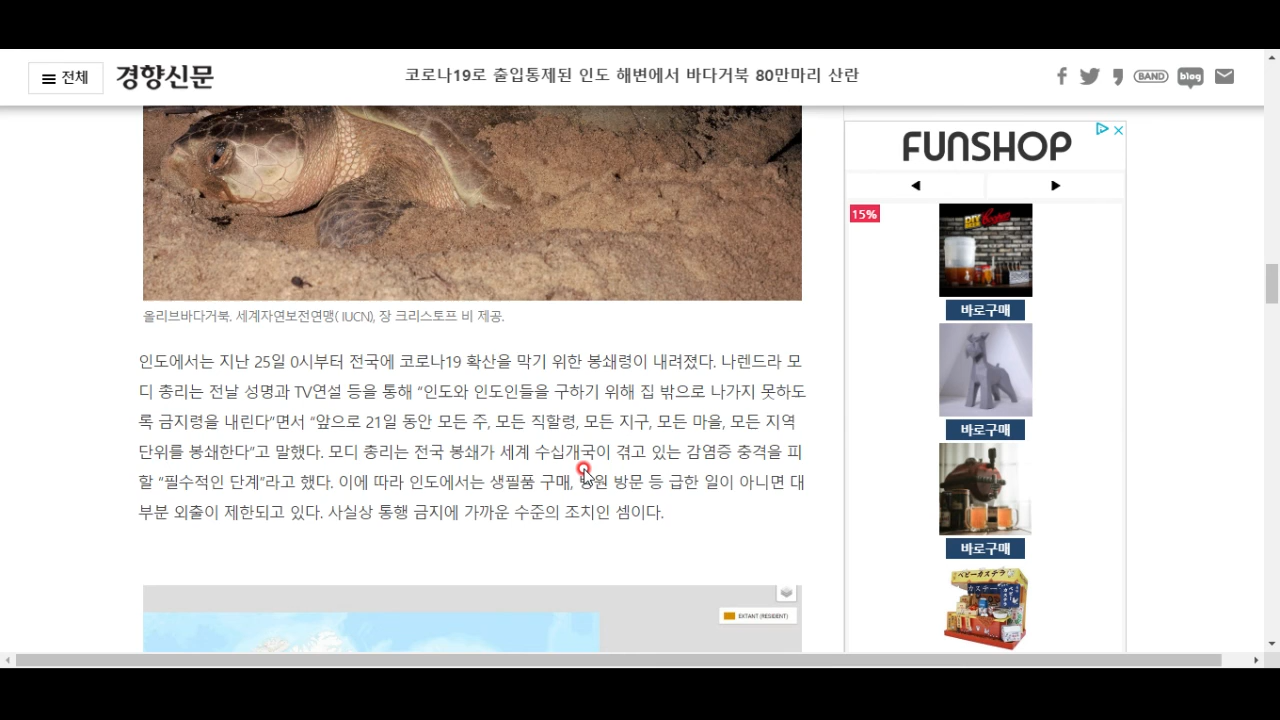 전체
경향신문
코로나19로 출입통제된 인도 해변에서 바다거북 80만마리 산란
BAND
blog
올리브바다거북. 세계자연보전연맹( IUCN), 장 크리스토프 비 제공.
인도에서는 지난 25일 0시부터 전국에 코로나19 확산을 막기 위한 봉쇄령이 내려졌다. 나렌드라 모
디 총리는 전날 성명과 TV연설 등을 통해 “인도와 인도인들을 구하기 위해 집 밖으로 나가지 못하도
록 금지령을 내린다”면서 “앞으로 21일 동안 모든 주, 모든 직할령, 모든 지구, 모든 마을, 모든 지역
단위를 봉쇄한다”고 말했다. 모디 총리는 전국 봉쇄가 세계 수십개국이 겪고 있는 감염증 충격을 피
할 “필수적인 단계”라고 했다. 이에 따라 인도에서는 생필품 구매, 병원 방문 등 급한 일이 아니면 대
부분 외출이 제한되고 있다. 사실상 통행 금지에 가까운 수준의 조치인 셈이다.
EXTANT (RESIDENT)
FUNSHOP
15%
DIY
바로구매
바로구매
바로구매
ベビーカステラ